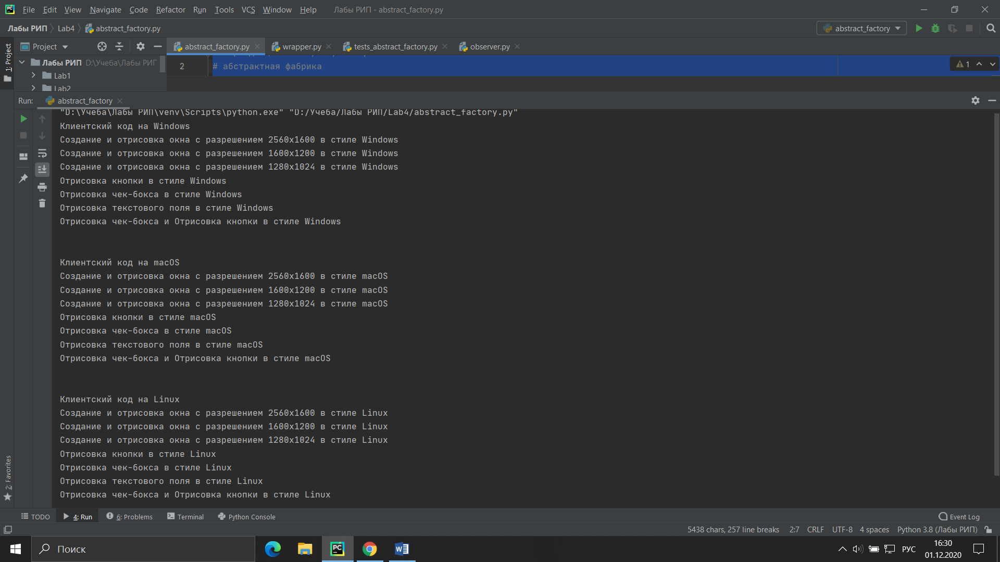 File Edit View Navigate Code Refactor Run Tools VCS Window Help Лабы РИП - abstract_factory.py
Лабы РИП Lab4 abstract_factory.py abstract_factory
1: Project
Project abstract_factory.py wrapper.py tests_abstract_factory.py observer.py
Лабы РИП D:\Учеба\Лабы РИП
2 # абстрактная фабрика 1
Lab1
Lab2
Run: abstract_factory
"D:\Учеба\Лабы РИП\venv\Scripts\python.exe" "D:/Учеба/Лабы РИП/Lab4/abstract_factory.py"
Клиентский код на Windows
Создание и отрисовка окна с разрешением 2560x1600 в стиле Windows
Создание и отрисовка окна с разрешением 1600x1200 в стиле Windows
Создание и отрисовка окна с разрешением 1280x1024 в стиле Windows
Отрисовка кнопки в стиле Windows
Отрисовка чек-бокса в стиле Windows
Отрисовка текстового поля в стиле Windows
Отрисовка чек-бокса и Отрисовка кнопки в стиле Windows
Клиентский код на macOS
Создание и отрисовка окна с разрешением 2560x1600 в стиле macOS
Создание и отрисовка окна с разрешением 1600x1200 в стиле macOS
Создание и отрисовка окна с разрешением 1280x1024 в стиле macOS
Отрисовка кнопки в стиле macOS
Отрисовка чек-бокса в стиле macOS
Отрисовка текстового поля в стиле macOS
Отрисовка чек-бокса и Отрисовка кнопки в стиле macOS
Клиентский код на Linux
Создание и отрисовка окна с разрешением 2560x1600 в стиле Linux
Создание и отрисовка окна с разрешением 1600x1200 в стиле Linux
Создание и отрисовка окна с разрешением 1280x1024 в стиле Linux
Отрисовка кнопки в стиле Linux
Отрисовка чек-бокса в стиле Linux
Отрисовка текстового поля в стиле Linux
Отрисовка чек-бокса и Отрисовка кнопки в стиле Linux
2: Favorites
TODO 4: Run 6: Problems Terminal Python Console Event Log
5438 chars, 257 line breaks 2:7 CRLF UTF-8 4 spaces Python 3.8 (Лабы РИП)
Поиск РУС 16:30
01.12.2020